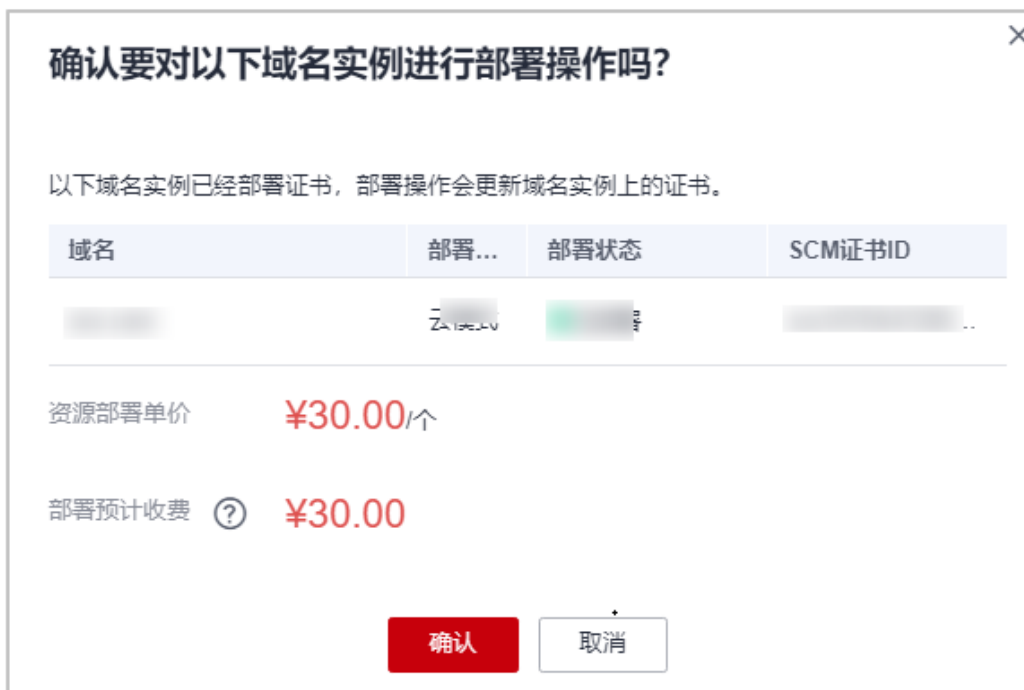 确认要对以下域名实例进行部署操作吗？
以下域名实例已经部署证书，部署操作会更新域名实例上的证书。
域名 部署... 部署状态 SCM证书ID
云模式 署 ..
资源部署单价 ¥30.00/个
部署预计收费 ? ¥30.00
确认 取消